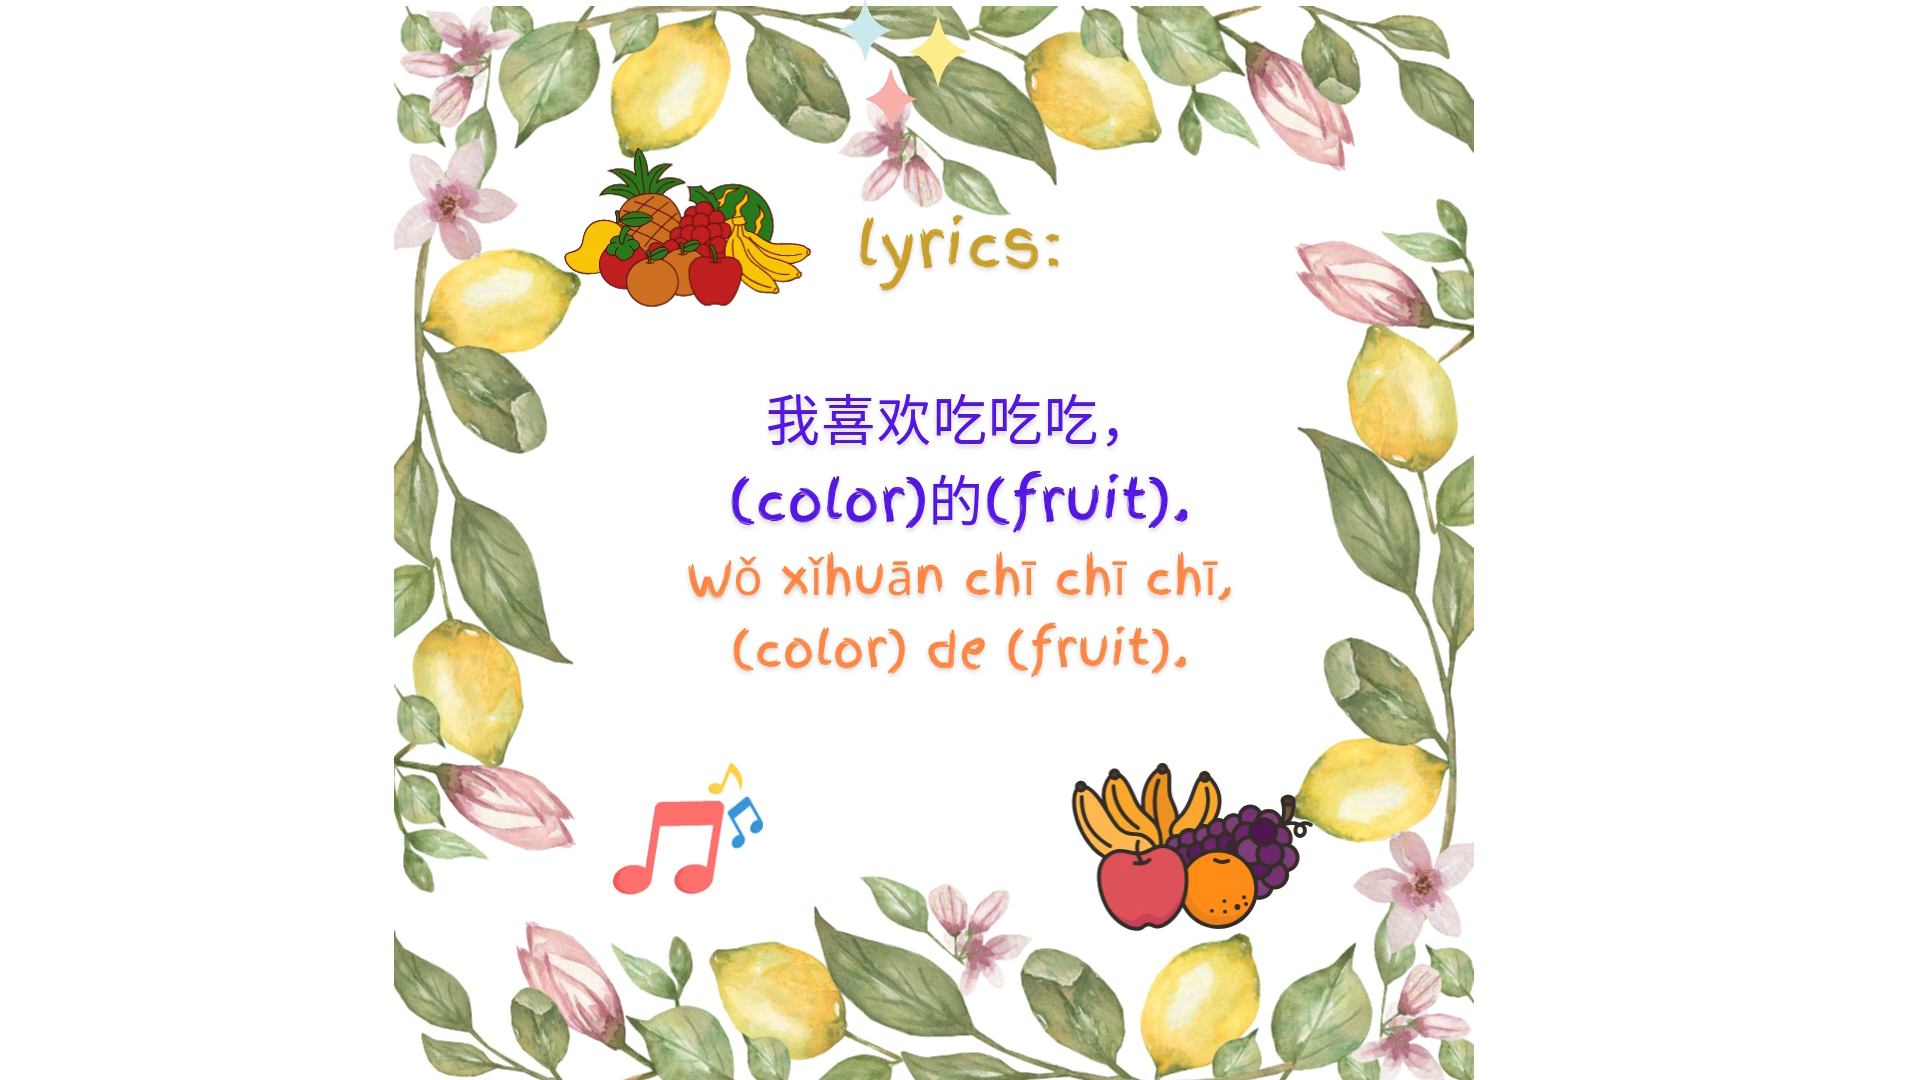 lyrics:
我喜欢吃吃吃，
(color)的(fruit).
Wǒ xǐhuān chī chī chī,
(color) de (fruit).